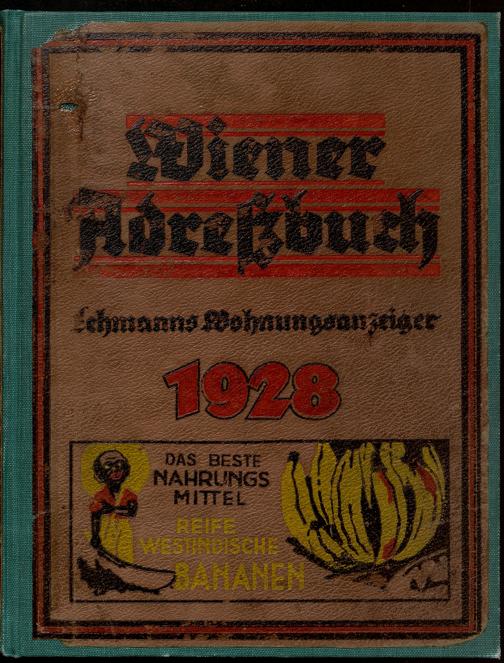 Wiener
Adreßbuch
Lehmanns Wohnungsanzeiger
1928
DAS BESTE
NAHRUNGS
MITTEL
REIFE
WESTINDISCHE
BANANEN